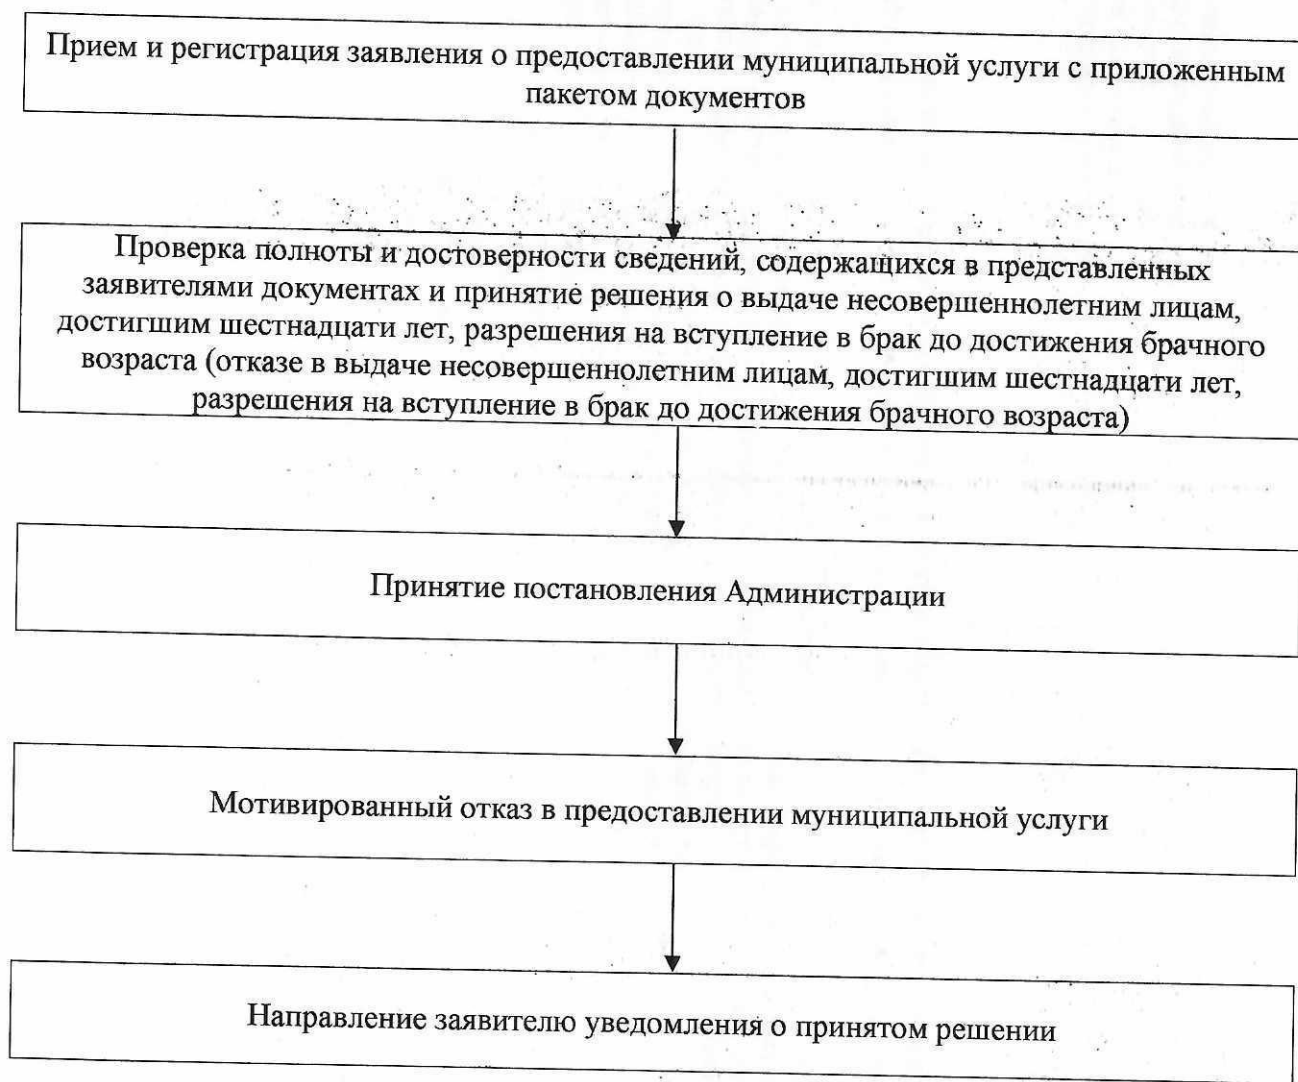 Прием и регистрация заявления о предоставлении муниципальной услуги с приложенным
пакетом документов
Проверка полноты и достоверности сведений, содержащихся в представленных
заявителями документах и принятие решения о выдаче несовершеннолетним лицам,
достигшим шестнадцати лет, разрешения на вступление в брак до достижения брачного
возраста (отказе в выдаче несовершеннолетним лицам, достигшим шестнадцати лет,
разрешения на вступление в брак до достижения брачного возраста)
Принятие постановления Администрации
Мотивированный отказ в предоставлении муниципальной услуги
Направление заявителю уведомления о принятом решении